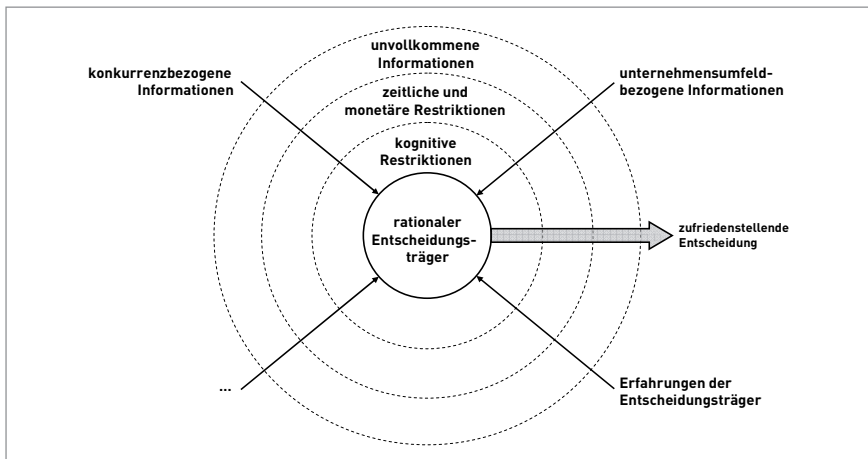 unvollkommene
Informationen
konkurrenzbezogene
Informationen
unternehmensumfeld-
bezogene Informationen
zeitliche und
monetäre Restriktionen
kognitive
Restriktionen
rationaler
Entscheidungs-
träger
zufriedenstellende
Entscheidung
...
Erfahrungen der
Entscheidungsträger